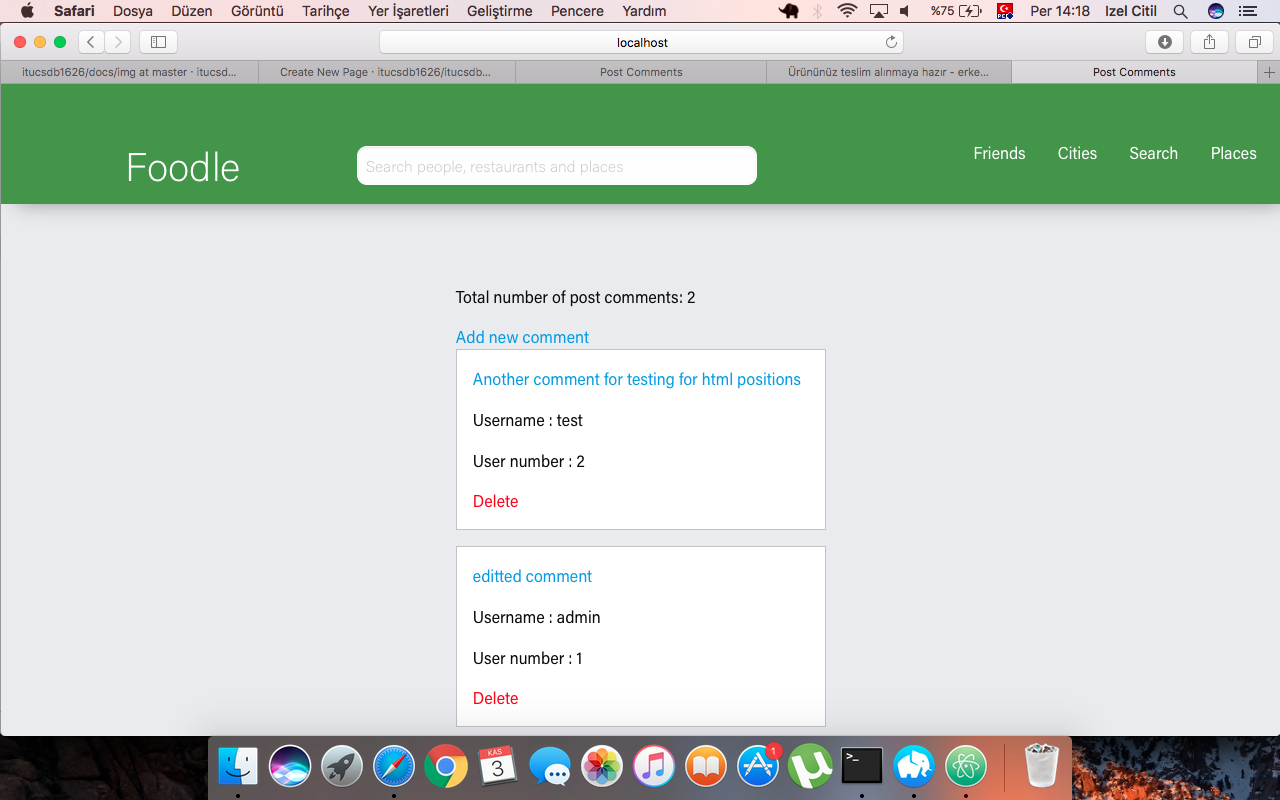 Safari Dosya Düzen Görüntü Tarihçe Yer İşaretleri Geliştirme Pencere Yardım %75 Per 14:18 Izel Citil
localhost
itucsdb1626/docs/img at master · itucsd... Create New Page · itucsdb1626/itucsdb... Post Comments Ürününüz teslim alınmaya hazır - erke... Post Comments
Foodle
Search people, restaurants and places
Friends Cities Search Places
Total number of post comments: 2
Add new comment
Another comment for testing for html positions
Username : test
User number : 2
Delete
editted comment
Username : admin
User number : 1
Delete
KAS
3
1
>_